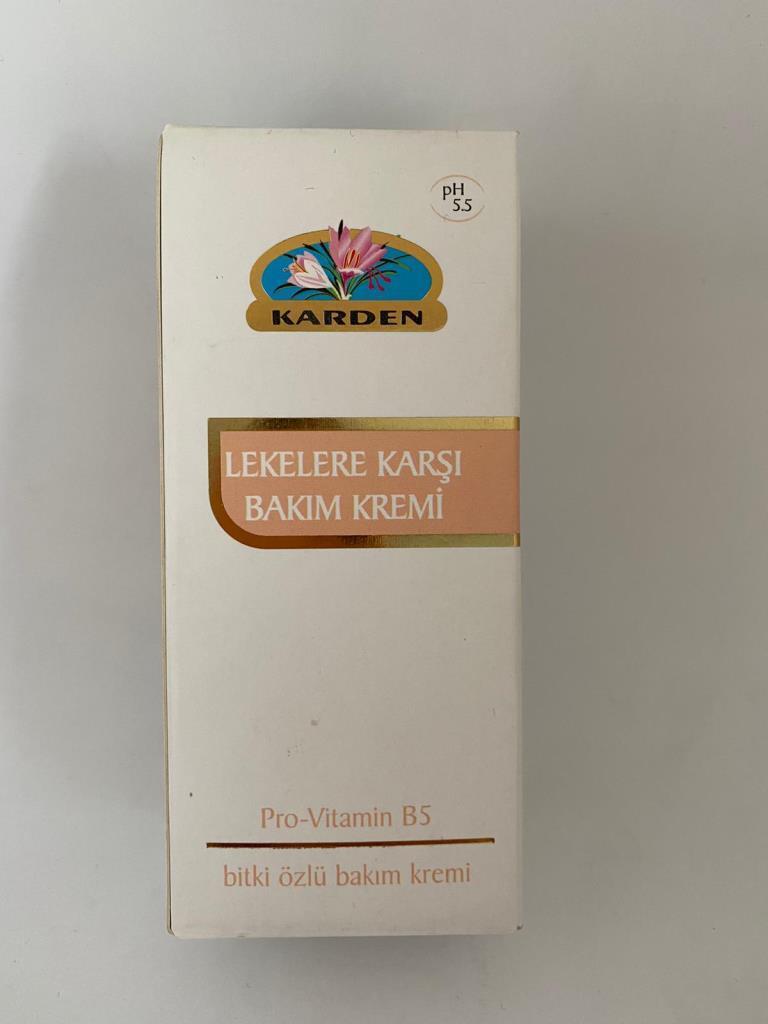 pH
5.5
KARDEN
LEKELERE KARŞI
BAKIM KREMİ
Pro-Vitamin B5
bitki özlü bakım kremi